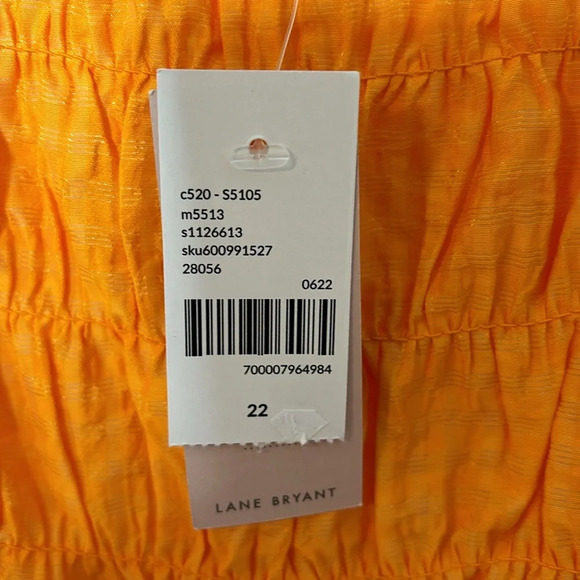 c520 - S5105
m5513
s1126613
sku600991527
28056
0622
700007964984
22
LANE BRYANT